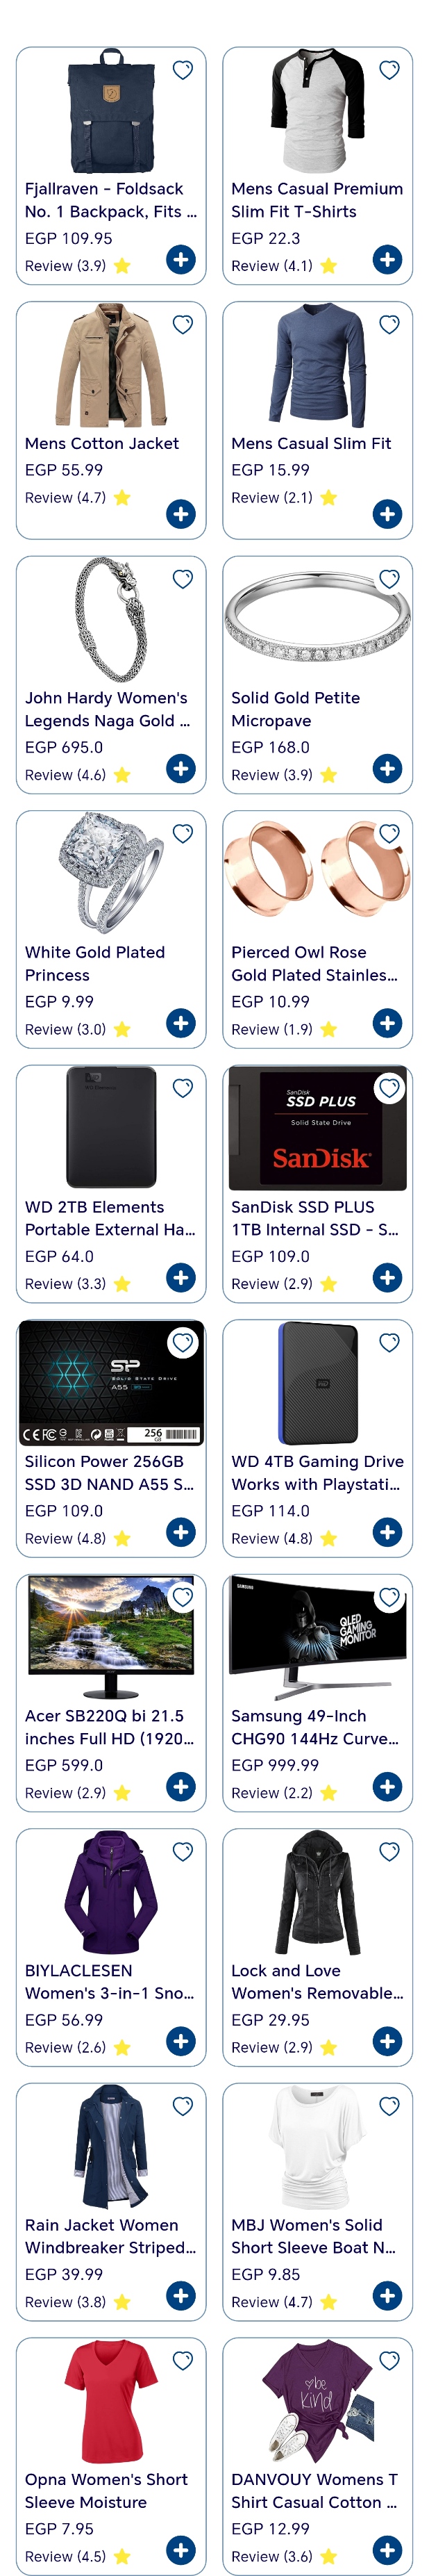 Fjallraven - Foldsack
No. 1 Backpack, Fits ...
EGP 109.95
Review (3.9)
Mens Casual Premium
Slim Fit T-Shirts
EGP 22.3
Review (4.1)
Mens Cotton Jacket
EGP 55.99
Review (4.7)
Mens Casual Slim Fit
EGP 15.99
Review (2.1)
John Hardy Women's
Legends Naga Gold ...
EGP 695.0
Review (4.6)
Solid Gold Petite
Micropave
EGP 168.0
Review (3.9)
White Gold Plated
Princess
EGP 9.99
Review (3.0)
Pierced Owl Rose
Gold Plated Stainles...
EGP 10.99
Review (1.9)
WD 2TB Elements
Portable External Ha...
EGP 64.0
Review (3.3)
SanDisk
SSD PLUS
Solid State Drive
SanDisk
SanDisk SSD PLUS
1TB Internal SSD - S...
EGP 109.0
Review (2.9)
SP
SOLID STATE DRIVE
A55
256
GB
Silicon Power 256GB
SSD 3D NAND A55 S...
EGP 109.0
Review (4.8)
WD
WD 4TB Gaming Drive
Works with Playstati...
EGP 114.0
Review (4.8)
Acer SB220Q bi 21.5
inches Full HD (1920...
EGP 599.0
Review (2.9)
SAMSUNG
QLED
GAMING
MONITOR
Samsung 49-Inch
CHG90 144Hz Curve...
EGP 999.99
Review (2.2)
BIYLACLESEN
Women's 3-in-1 Sno...
EGP 56.99
Review (2.6)
Lock and Love
Women's Removable...
EGP 29.95
Review (2.9)
Rain Jacket Women
Windbreaker Striped...
EGP 39.99
Review (3.8)
MBJ Women's Solid
Short Sleeve Boat N...
EGP 9.85
Review (4.7)
Opna Women's Short
Sleeve Moisture
EGP 7.95
Review (4.5)
be
kind
DANVOUY Womens T
Shirt Casual Cotton ...
EGP 12.99
Review (3.6)